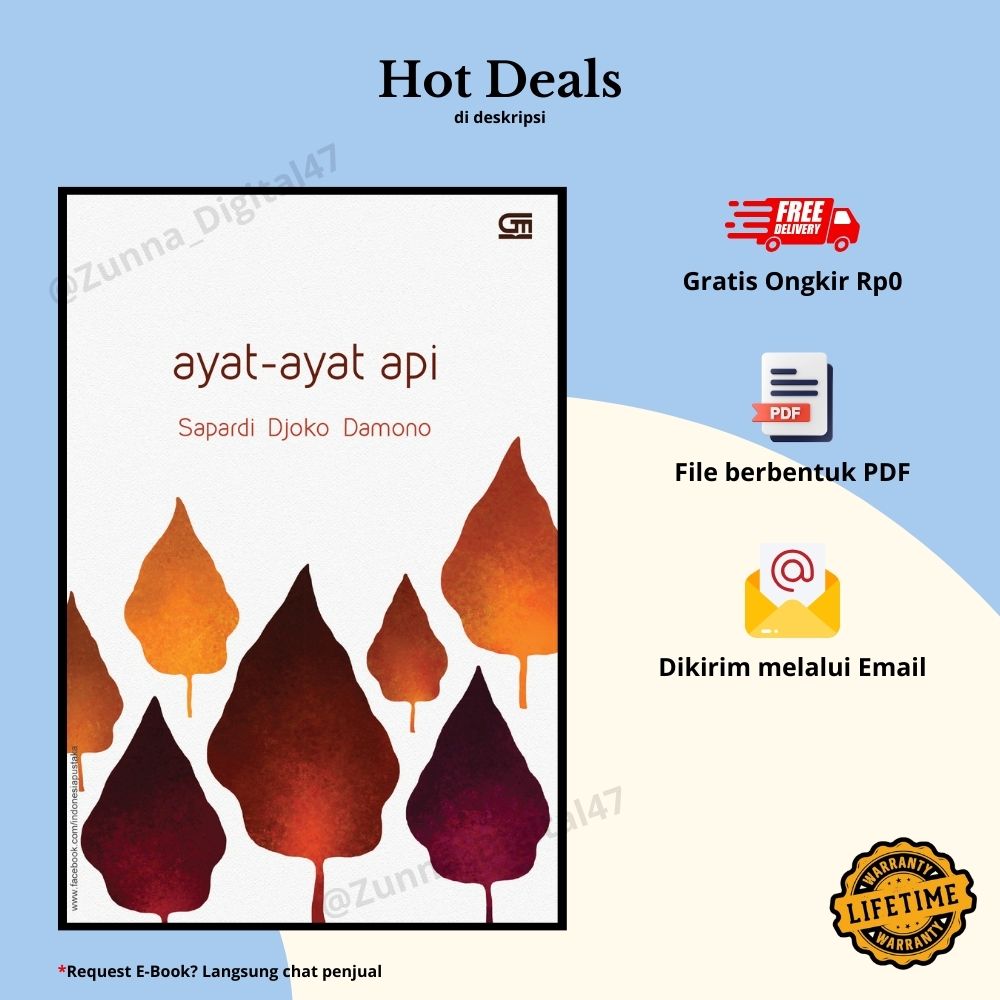 Hot Deals
di deskripsi
@Zunna_Digital47
GM
ayat-ayat api
Sapardi Djoko Damono
www.facebook.com/indonesiapustaka
@Zunna_Digital47
FREE
DELIVERY
Gratis Ongkir Rp0
PDF
File berbentuk PDF
@
Dikirim melalui Email
WARRANTY
LIFETIME
WARRANTY
*Request E-Book? Langsung chat penjual